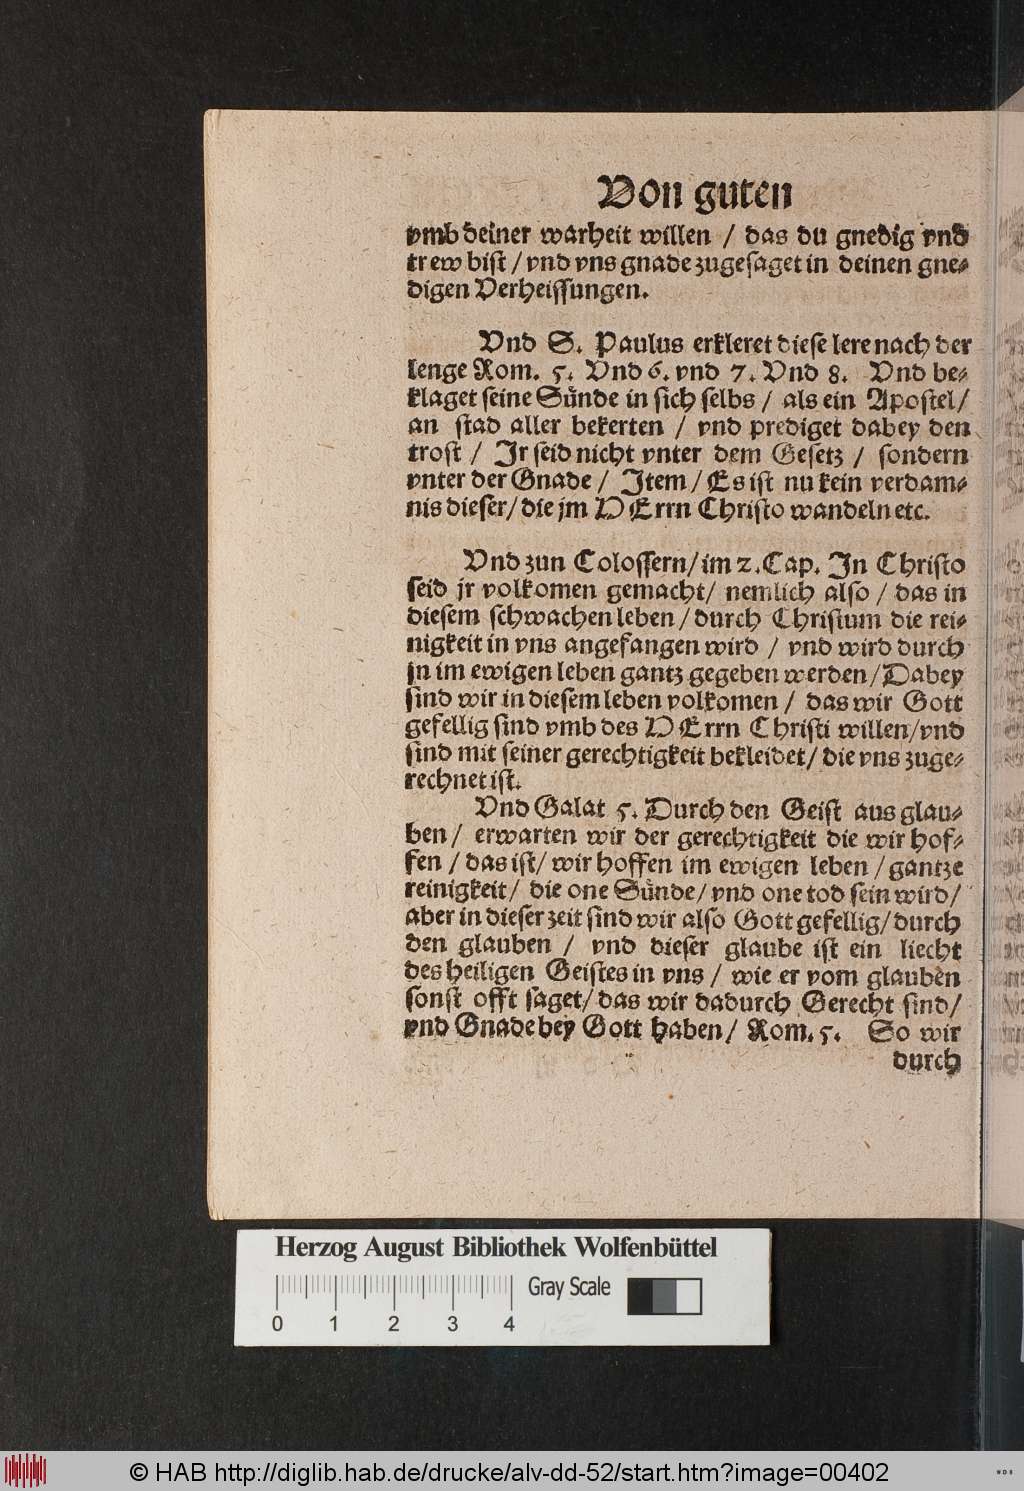 Von guten
vmb deiner warheit willen / das du gnedig vnd
trew bist / vnd vns gnade zugesaget in deinen gne⸗
digen Verheissungen.
Vnd S. Paulus erkleret diese lere nach der
lenge Rom. 5. Vnd 6. vnd 7. Vnd 8. Vnd be⸗
klaget seine Sünde in sich selbs / als ein Apostel /
an stad aller bekerten / vnd prediget dabey den
trost / Ir seid nicht vnter dem Gesetz / sondern
vnter der Gnade / Item / Es ist nu kein verdam⸗
nis dieser / die jm HErrn Christo wandeln etc.
Vnd zun Colossern / im 2. Cap. In Christo
seid jr volkomen gemacht / nemlich also / das in
diesem schwachen leben / durch Christum die rei⸗
nigkeit in vns angefangen wird / vnd wird durch
jn im ewigen leben gantz gegeben werden / Dabey
sind wir in diesem leben volkomen / das wir Gott
gefellig sind vmb des HErrn Christi willen / vnd
sind mit seiner gerechtigkeit bekleidet / die vns zuge⸗
rechnet ist.
Vnd Galat 5. Durch den Geist aus glau⸗
ben / erwarten wir der gerechtigkeit die wir hof⸗
fen / das ist / wir hoffen im ewigen leben / gantze
reinigkeit / die one Sünde / vnd one tod sein wird /
aber in dieser zeit sind wir also Gott gefellig / durch
den glauben / vnd dieser glaube ist ein liecht
des heiligen Geistes in vns / wie er vom glauben
sonst offt saget / das wir dadurch Gerecht sind /
vnd Gnade bey Gott haben / Rom. 5. So wir
durch
Herzog August Bibliothek Wolfenbüttel
Gray Scale
0 1 2 3 4
© HAB http://diglib.hab.de/drucke/alv-dd-52/start.htm?image=00402